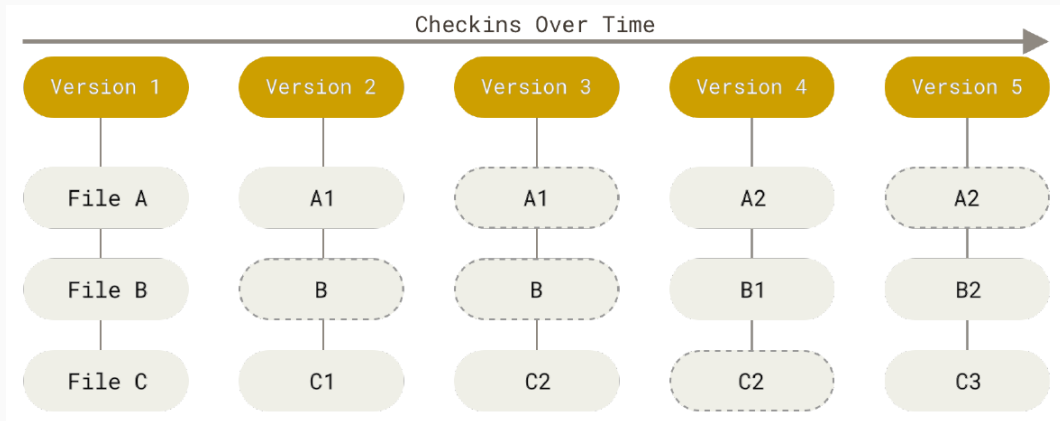 Checkins Over Time
Version 1 Version 2 Version 3 Version 4 Version 5
File A A1 A1 A2 A2
File B B B B1 B2
File C C1 C2 C2 C3